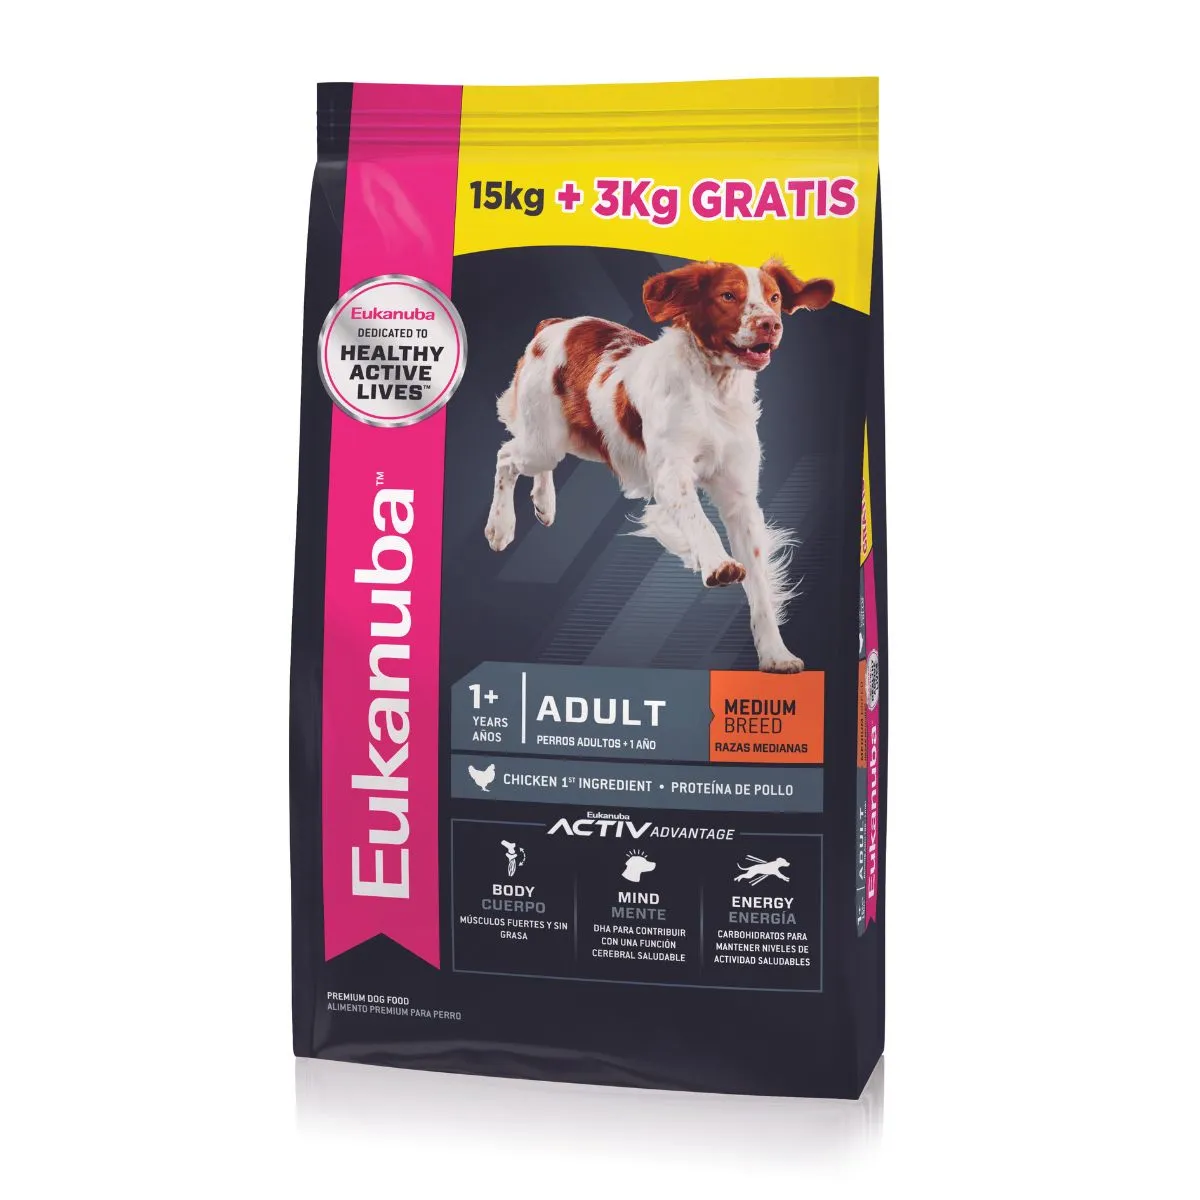 15kg + 3Kg GRATIS
Eukanuba
DEDICATED TO
HEALTHY
ACTIVE
LIVES™
Eukanuba™
1+
YEARS
AÑOS
ADULT
PERROS ADULTOS + 1 AÑO
MEDIUM
BREED
RAZAS MEDIANAS
CHICKEN 1ST INGREDIENT • PROTEÍNA DE POLLO
Eukanuba
ACTIV ADVANTAGE
BODY
CUERPO
MÚSCULOS FUERTES Y SIN
GRASA
MIND
MENTE
DHA PARA CONTRIBUIR
CON UNA FUNCIÓN
CEREBRAL SALUDABLE
ENERGY
ENERGÍA
CARBOHIDRATOS PARA
MANTENER NIVELES DE
ACTIVIDAD SALUDABLES
PREMIUM DOG FOOD
ALIMENTO PREMIUM PARA PERRO
GRATIS
Eukanuba
1+ ADULT